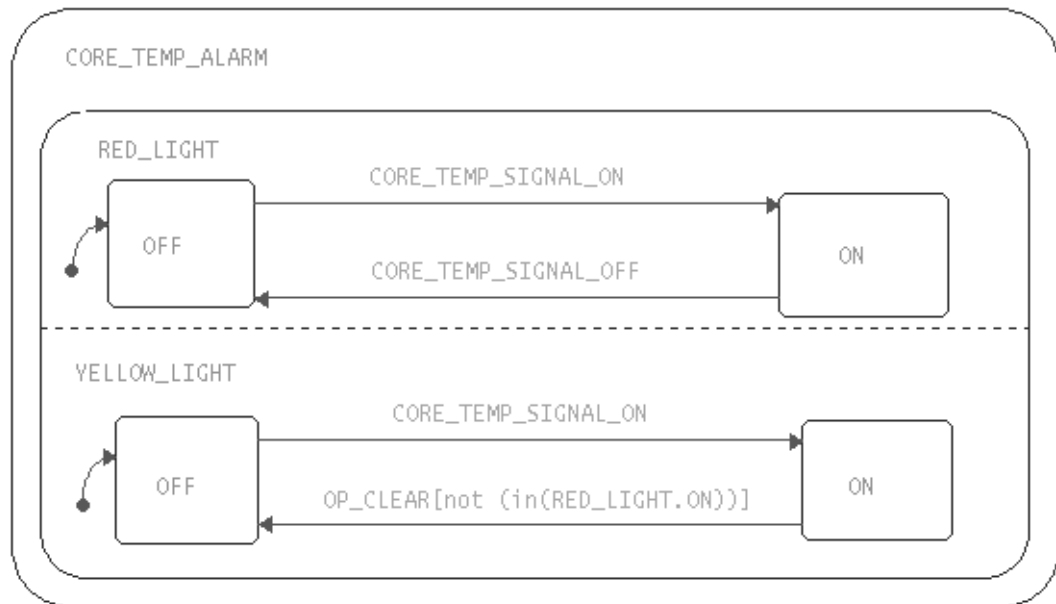 CORE_TEMP_ALARM
RED_LIGHT
CORE_TEMP_SIGNAL_ON
OFF
ON
CORE_TEMP_SIGNAL_OFF
YELLOW_LIGHT
CORE_TEMP_SIGNAL_ON
OFF
ON
OP_CLEAR[not (in(RED_LIGHT.ON))]